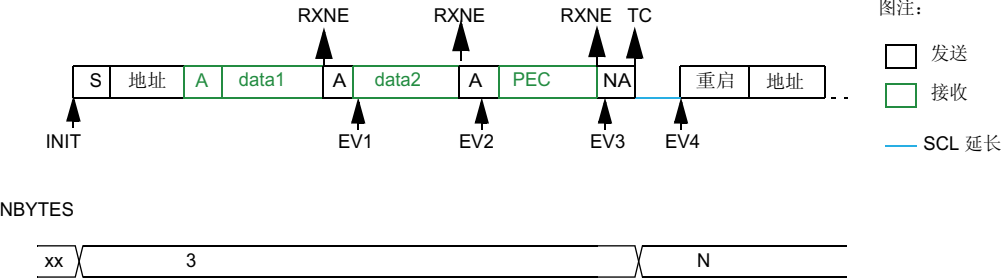 RXNE RXNE RXNE TC
图注：
S 地址 A data1 A data2 A PEC NA 重启 地址
发送
接收
INIT EV1 EV2 EV3 EV4
SCL 延长
NBYTES
xx 3 N